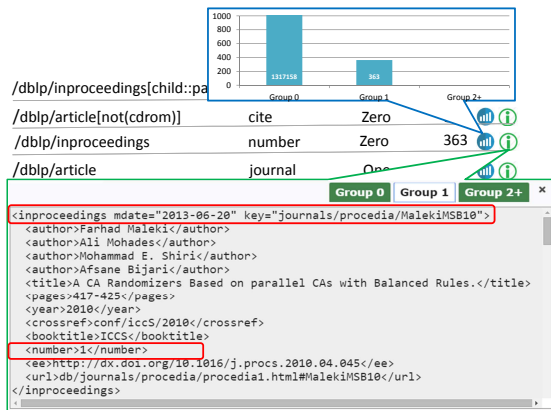 1000
800
600
400
200
0
1317158
363
Group 0
Group 1
Group 2+
/dblp/inproceedings[child::pa
/dblp/article[not(cdrom)] cite Zero
/dblp/inproceedings number Zero 363
/dblp/article journal One
Group 0 Group 1 Group 2+ ×
<inproceedings mdate="2013-06-20" key="journals/procedia/MalekiMSB10">
<author>Farhad Maleki</author>
<author>Ali Mohades</author>
<author>Mohammad E. Shiri</author>
<author>Afsane Bijari</author>
<title>A CA Randomizers Based on parallel CAs with Balanced Rules.</title>
<pages>417-425</pages>
<year>2010</year>
<crossref>conf/iccS/2010</crossref>
<booktitle>ICCS</booktitle>
<number>1</number>
<ee>http://dx.doi.org/10.1016/j.procs.2010.04.045</ee>
<url>db/journals/procedia/procedia1.html#MalekiMSB10</url>
</inproceedings>